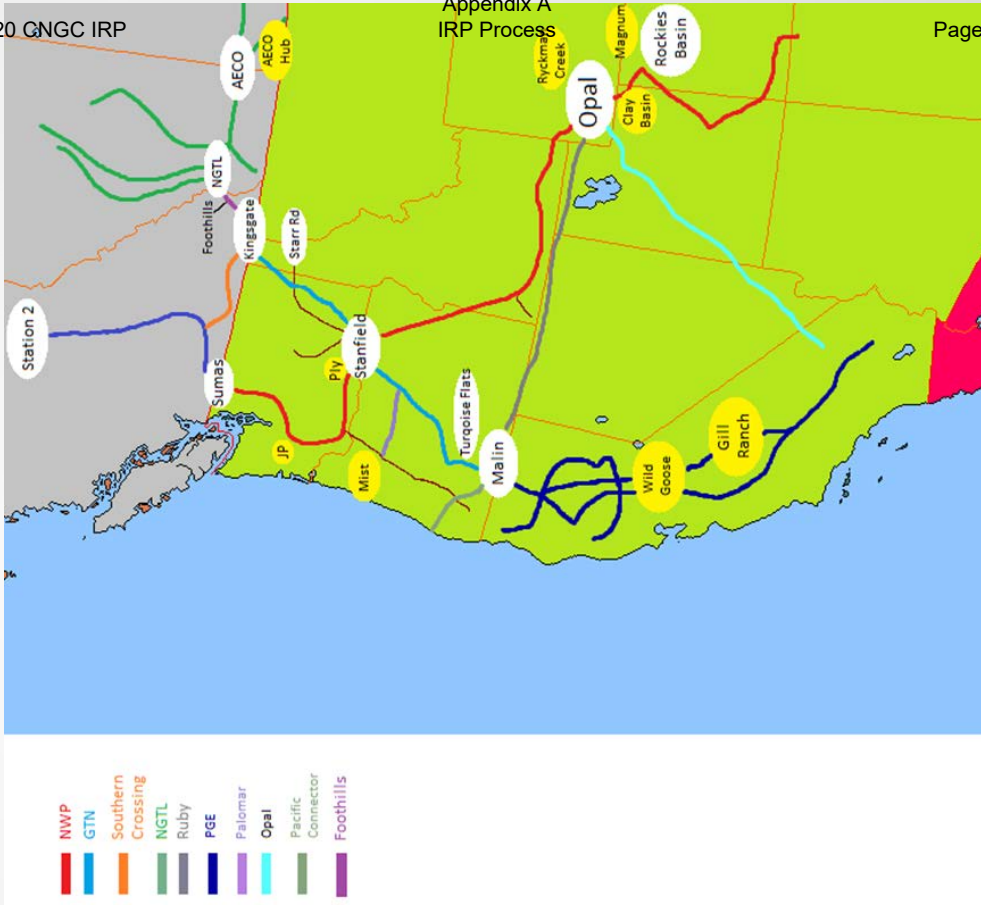 20 CNGC IRP
Appendix A
IRP Process
Page
Station 2
Sumas
Foothills
NGTL
AECO
AECO
Hub
Kingsgate
Starr Rd
Ply
Stanfield
JP
Mist
Turqoise Flats
Malin
Ryckma
Creek
Opal
Magnum
Rockies
Basin
Clay
Basin
Wild
Goose
Gill
Ranch
NWP
GTN
Southern
Crossing
NGTL
Ruby
PGE
Palomar
Opal
Pacific
Connector
Foothills